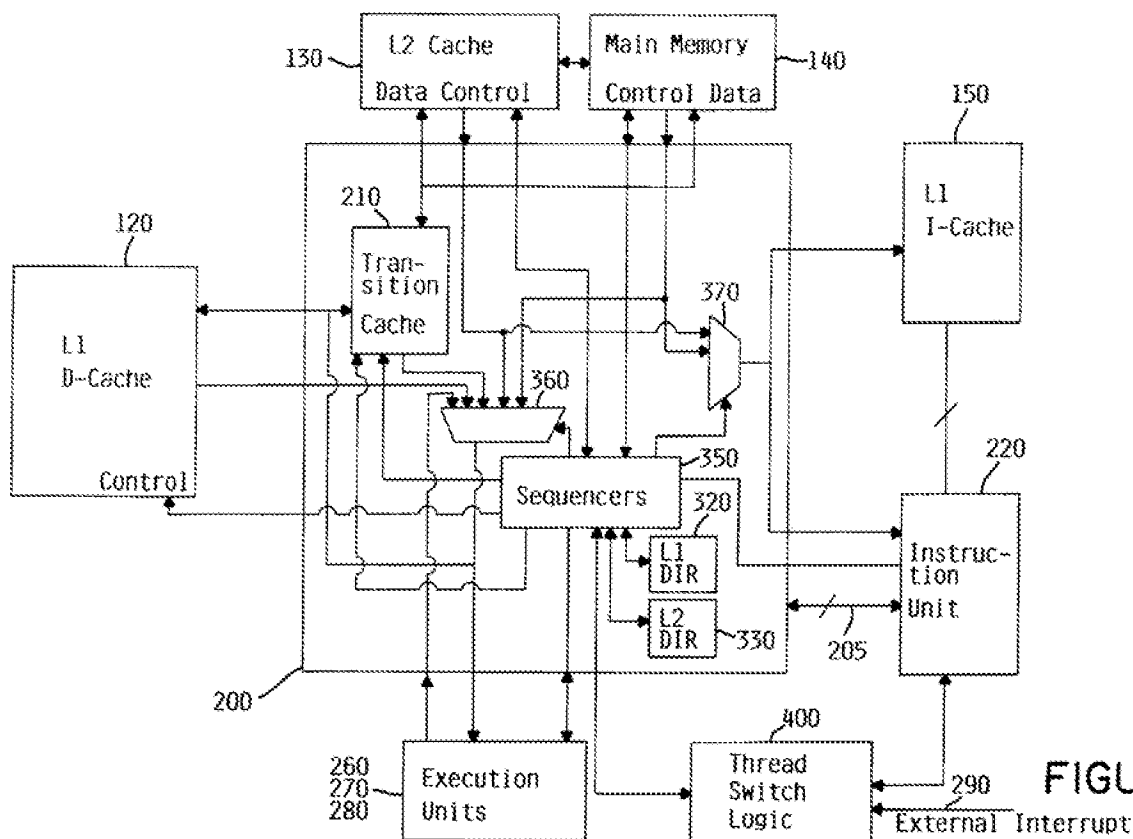 L2 Cache
Data Control
130
Main Memory
Control Data
140
150
L1
I-Cache
210
Tran-
sition
Cache
120
L1
D-Cache
Control
370
360
350
Sequencers
320
L1
DIR
L2
DIR
330
220
Instruc-
tion
Unit
205
200
260
270
280
Execution
Units
400
Thread
Switch
Logic
290
External Interrupt
FIGU